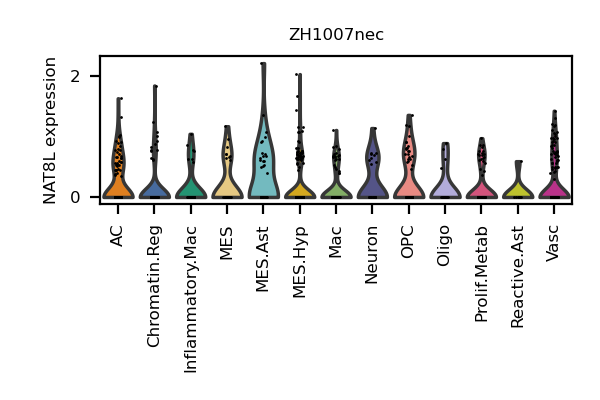 ZH1007nec
NAT8L expression
2
0
AC
Chromatin.Reg
Inflammatory.Mac
MES
MES.Ast
MES.Hyp
Mac
Neuron
OPC
Oligo
Prolif.Metab
Reactive.Ast
Vasc